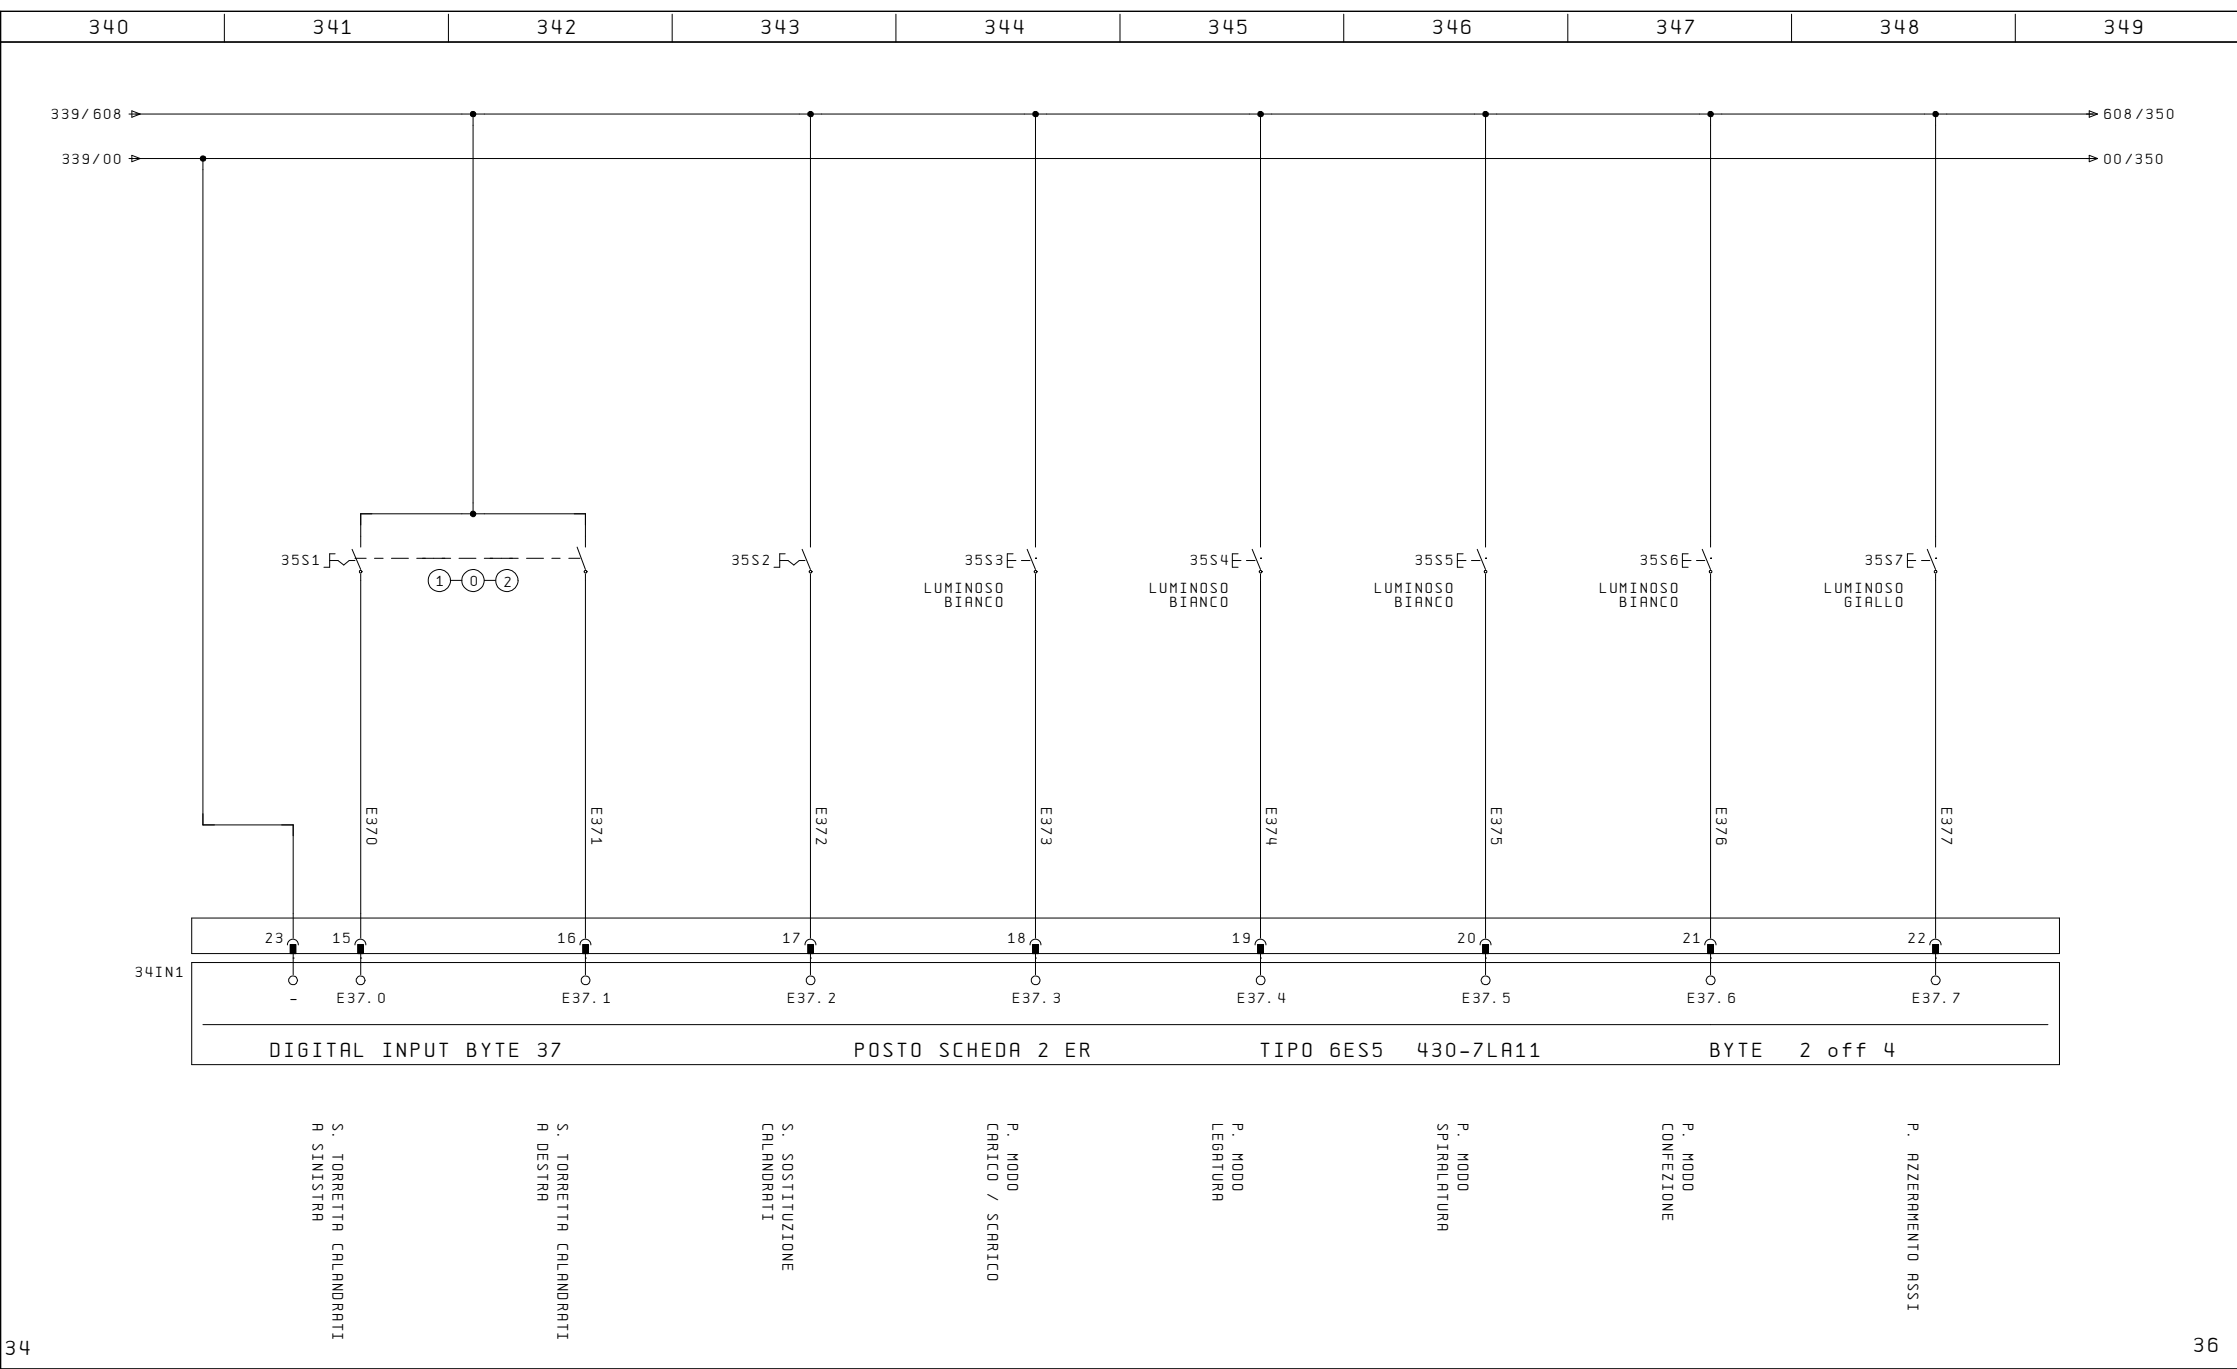 340 341 342 343 344 345 346 347 348 349
339/608 608/350
339/00 00/350
35S1 35S2 35S3 35S4 35S5 35S6 35S7
1 0 2
LUMINOSO
BIANCO
LUMINOSO
BIANCO
LUMINOSO
BIANCO
LUMINOSO
BIANCO
LUMINOSO
GIALLO
E370 E371 E372 E373 E374 E375 E376 E377
23 15 16 17 18 19 20 21 22
34IN1
- E37.0 E37.1 E37.2 E37.3 E37.4 E37.5 E37.6 E37.7
DIGITAL INPUT BYTE 37 POSTO SCHEDA 2 ER TIPO 6ES5 430-7LA11 BYTE 2 off 4
S. TORRETTA CALANDRATI
A SINISTRA
S. TORRETTA CALANDRATI
A DESTRA
S. SOSTITUZIONE
CALANDRATI
P. MODO
CARICO / SCARICO
P. MODO
LEGATURA
P. MODO
SPIRALATURA
P. MODO
CONFEZIONE
P. AZZERAMENTO ASSI
34 36